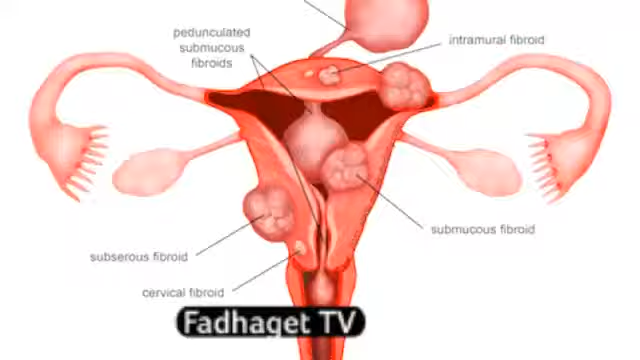 pedunculated
submucous
fibroids
intramural fibroid
submucous fibroid
subserous fibroid
cervical fibroid
Fadhaget TV